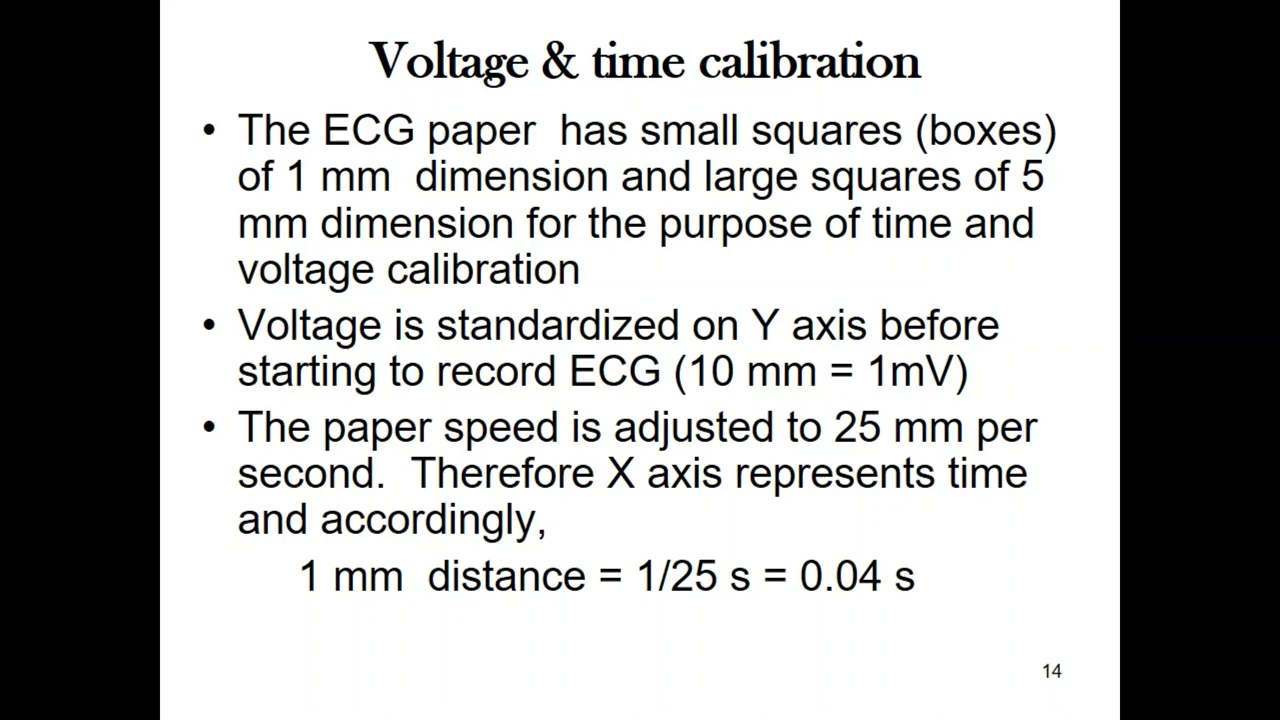 Voltage & time calibration
• The ECG paper has small squares (boxes)
of 1 mm dimension and large squares of 5
mm dimension for the purpose of time and
voltage calibration
• Voltage is standardized on Y axis before
starting to record ECG (10 mm = 1mV)
• The paper speed is adjusted to 25 mm per
second. Therefore X axis represents time
and accordingly,
1 mm distance = 1/25 s = 0.04 s
14